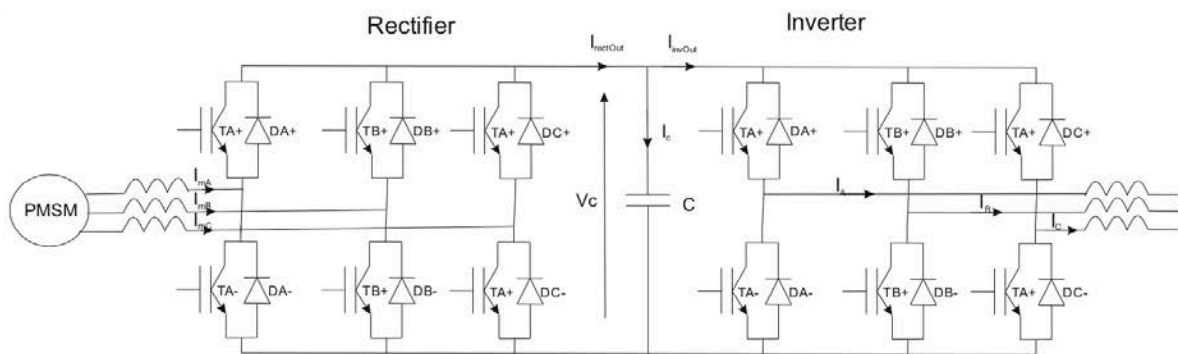 Rectifier
Inverter
IrectOut
IinvOut
TA+ DA+ TB+ DB+ TA+ DC+
Ic
TA+ DA+ TB+ DB+ TA+ DC+
PMSM
ImA
ImB
ImC
Vc
C
IA
IB
IC
TA- DA- TB+ DB- TA+ DC-
TA- DA- TB+ DB- TA+ DC-